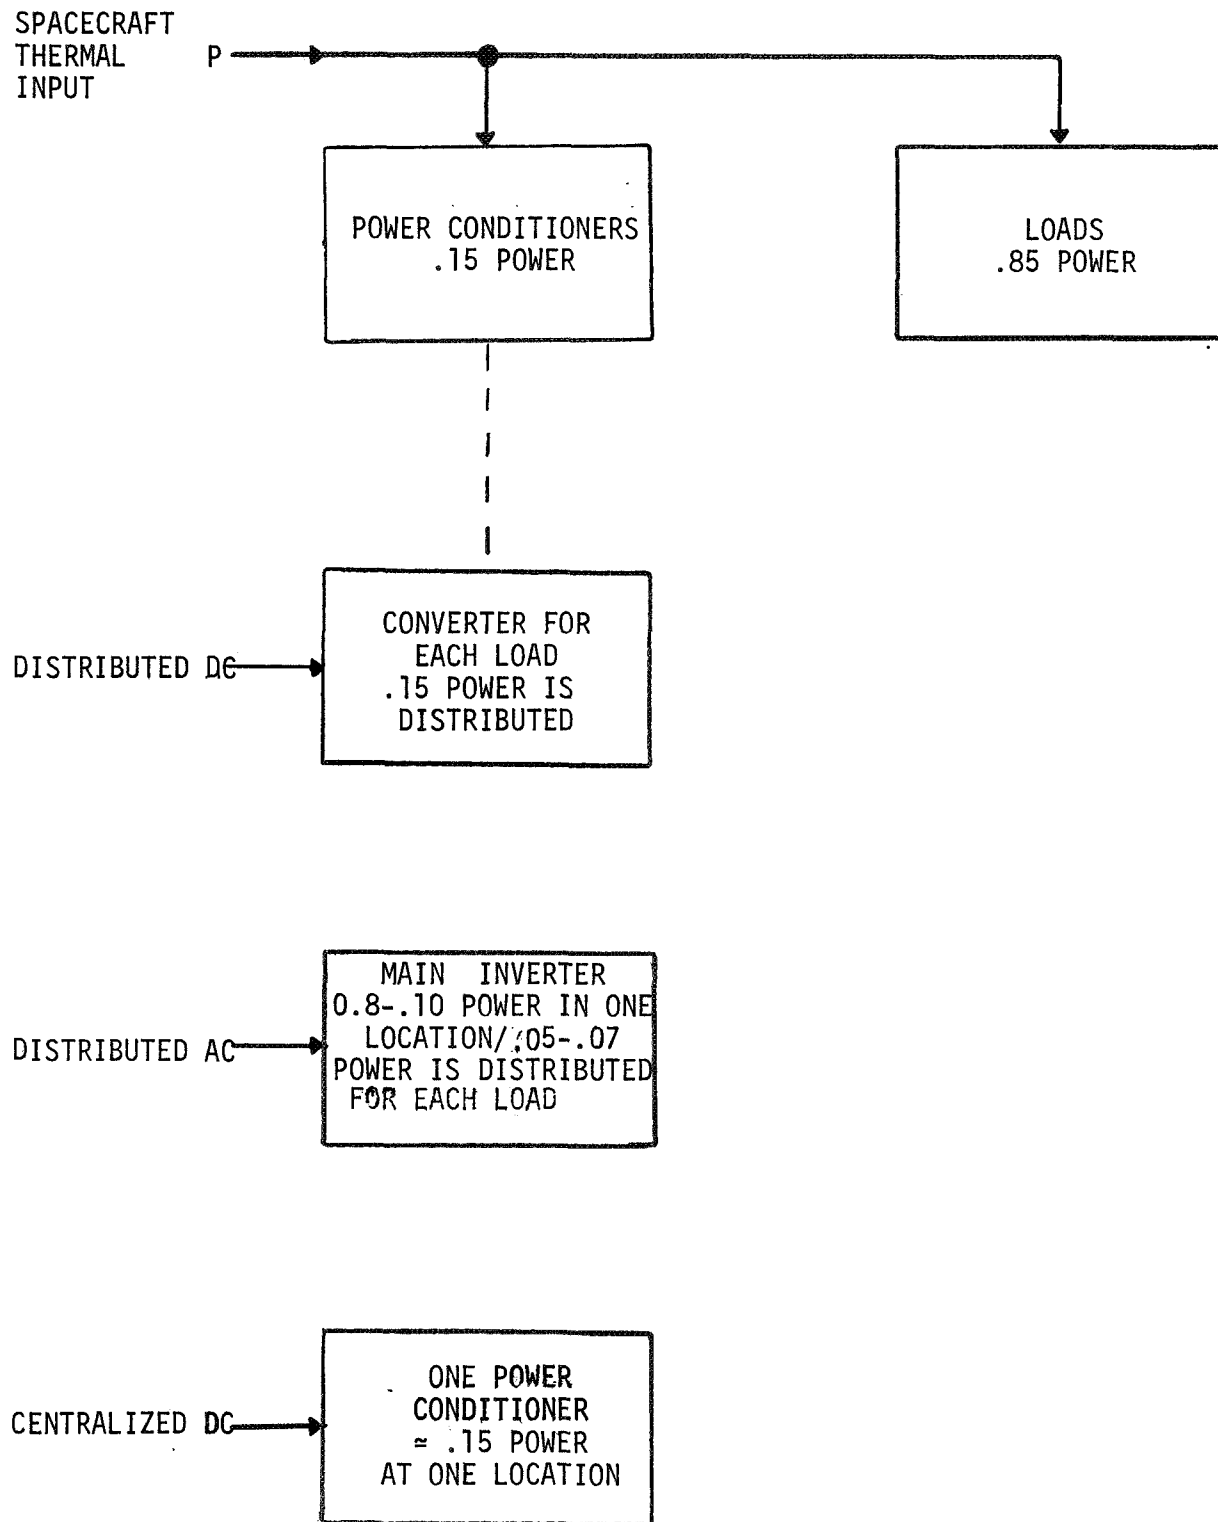 SPACECRAFT
THERMAL P
INPUT
POWER CONDITIONERS
.15 POWER
LOADS
.85 POWER
DISTRIBUTED DC
CONVERTER FOR
EACH LOAD
.15 POWER IS
DISTRIBUTED
DISTRIBUTED AC
MAIN INVERTER
0.8-.10 POWER IN ONE
LOCATION/.05-.07
POWER IS DISTRIBUTED
FOR EACH LOAD
CENTRALIZED DC
ONE POWER
CONDITIONER
≃ .15 POWER
AT ONE LOCATION